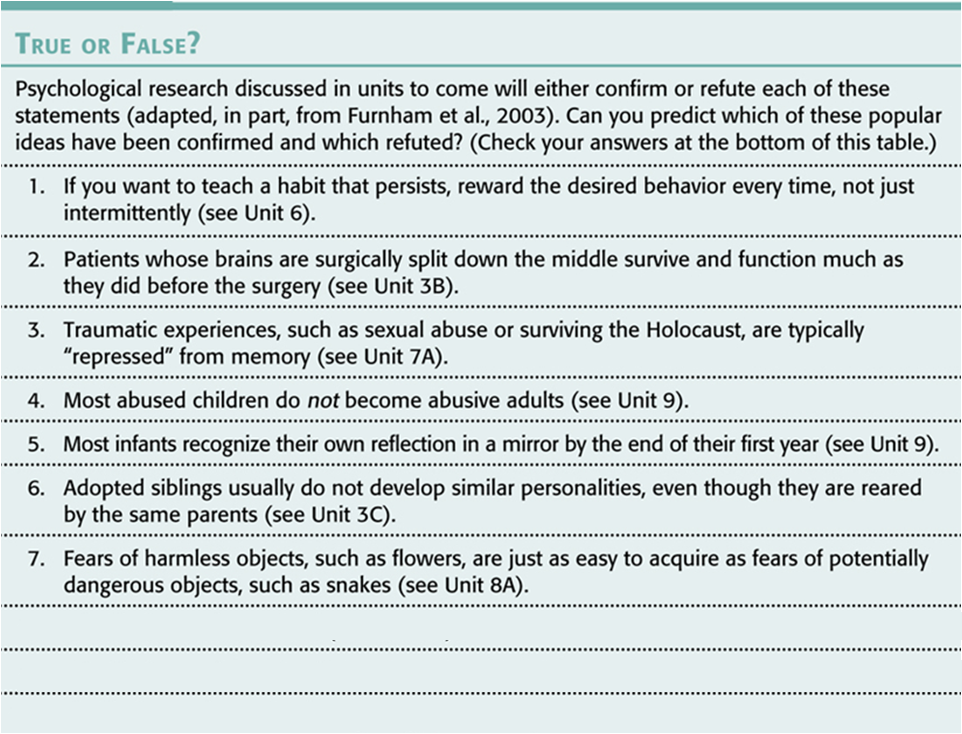 TRUE OR FALSE?
Psychological research discussed in units to come will either confirm or refute each of these
statements (adapted, in part, from Furnham et al., 2003). Can you predict which of these popular
ideas have been confirmed and which refuted? (Check your answers at the bottom of this table.)
1. If you want to teach a habit that persists, reward the desired behavior every time, not just
intermittently (see Unit 6).
2. Patients whose brains are surgically split down the middle survive and function much as
they did before the surgery (see Unit 3B).
3. Traumatic experiences, such as sexual abuse or surviving the Holocaust, are typically
“repressed” from memory (see Unit 7A).
4. Most abused children do not become abusive adults (see Unit 9).
5. Most infants recognize their own reflection in a mirror by the end of their first year (see Unit 9).
6. Adopted siblings usually do not develop similar personalities, even though they are reared
by the same parents (see Unit 3C).
7. Fears of harmless objects, such as flowers, are just as easy to acquire as fears of potentially
dangerous objects, such as snakes (see Unit 8A).